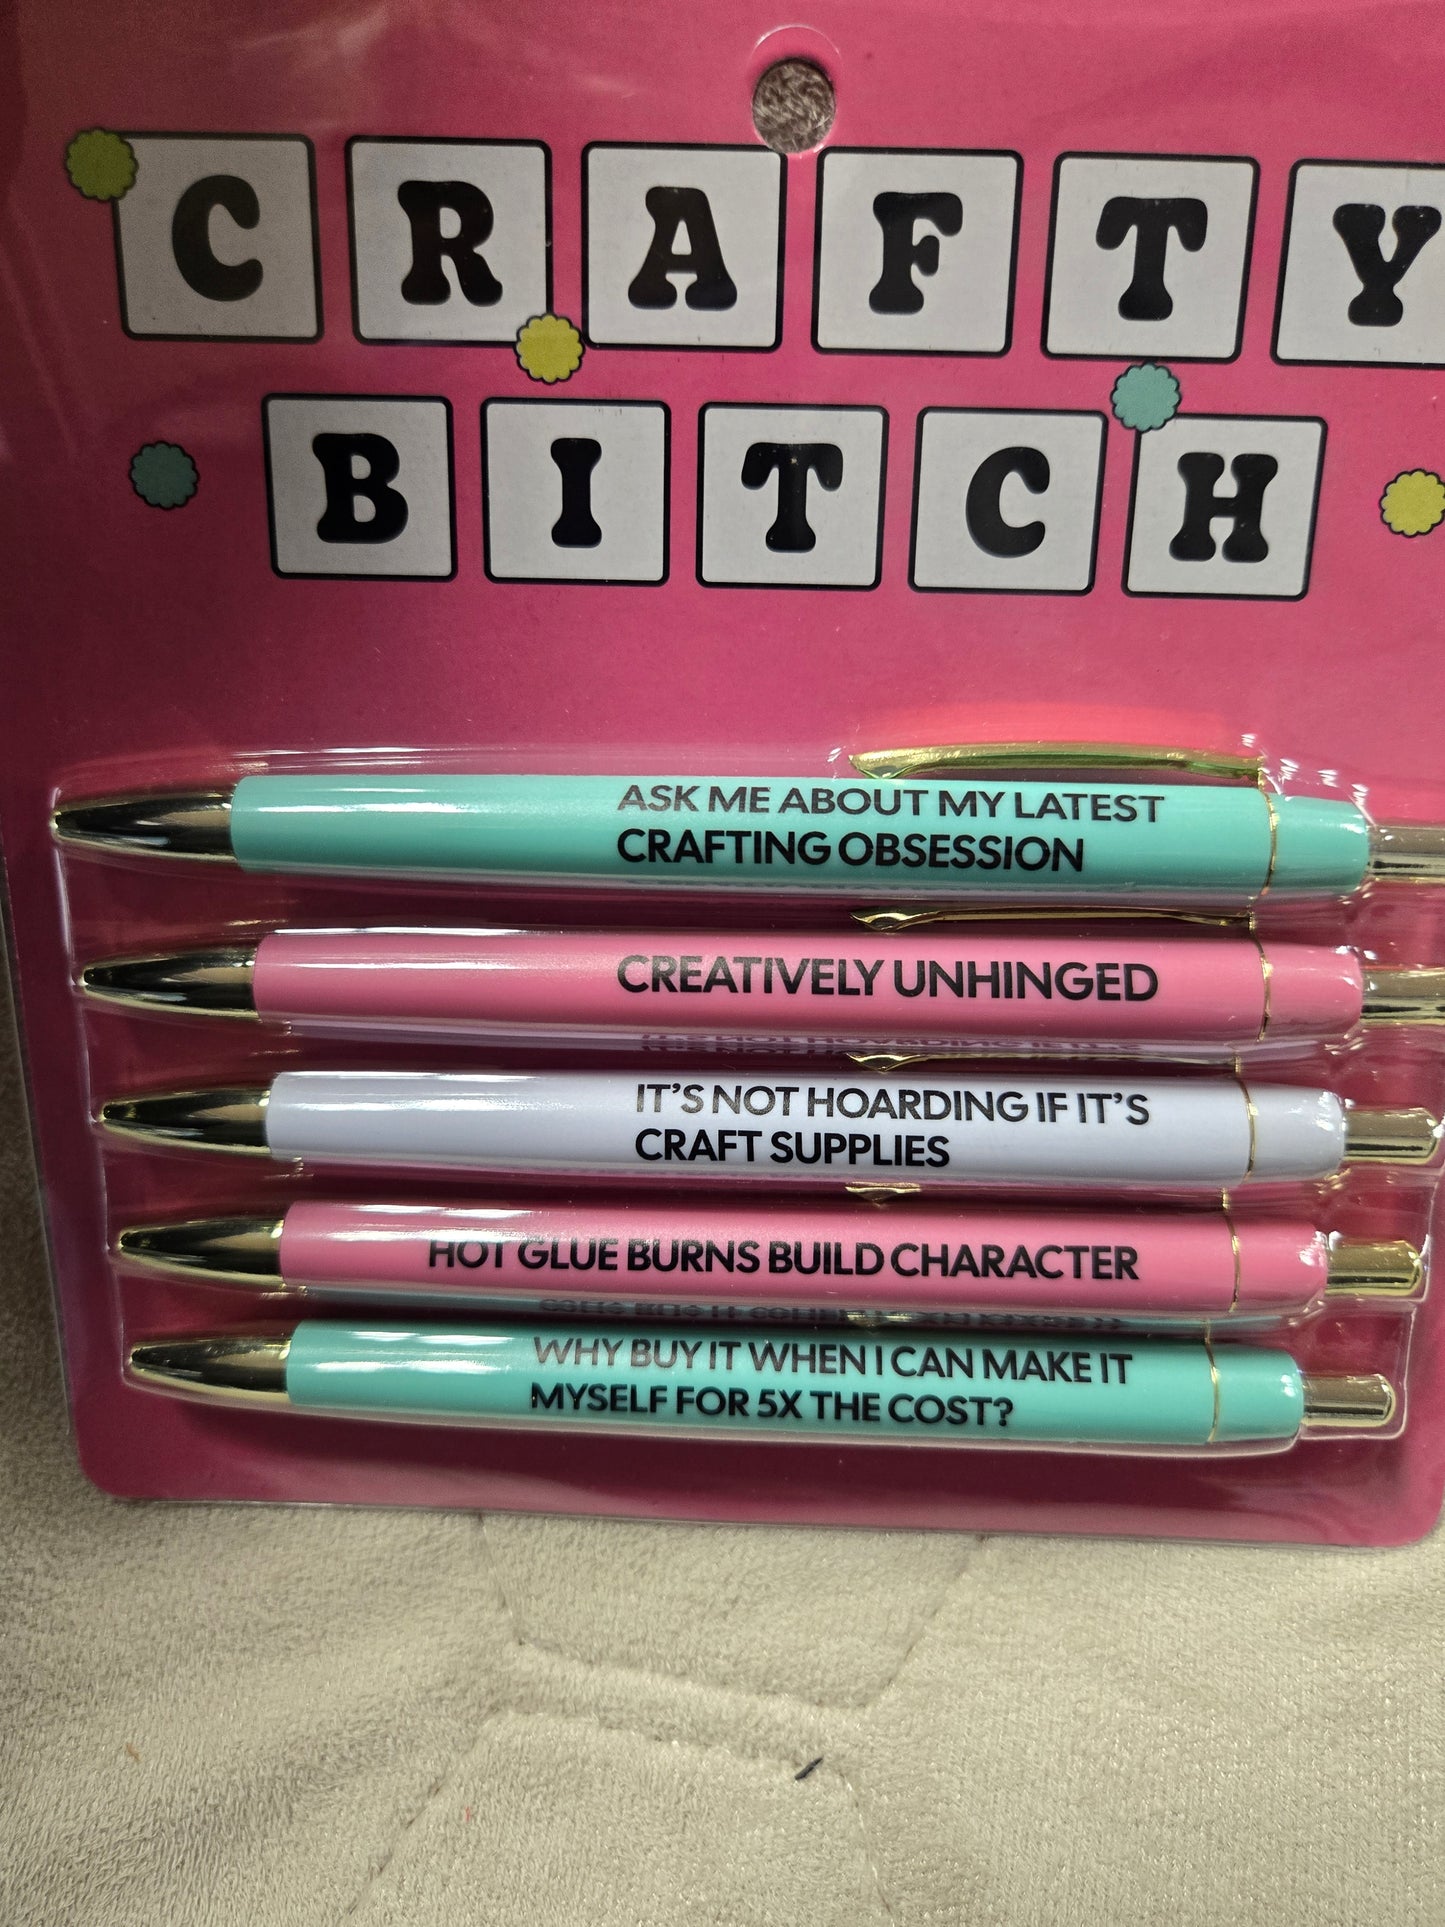 CRAFTY
BITCH
ASK ME ABOUT MY LATEST
CRAFTING OBSESSION
CREATIVELY UNHINGED
IT'S NOT HOARDING IF IT'S
CRAFT SUPPLIES
HOT GLUE BURNS BUILD CHARACTER
WHY BUY IT WHEN I CAN MAKE IT
MYSELF FOR 5X THE COST?